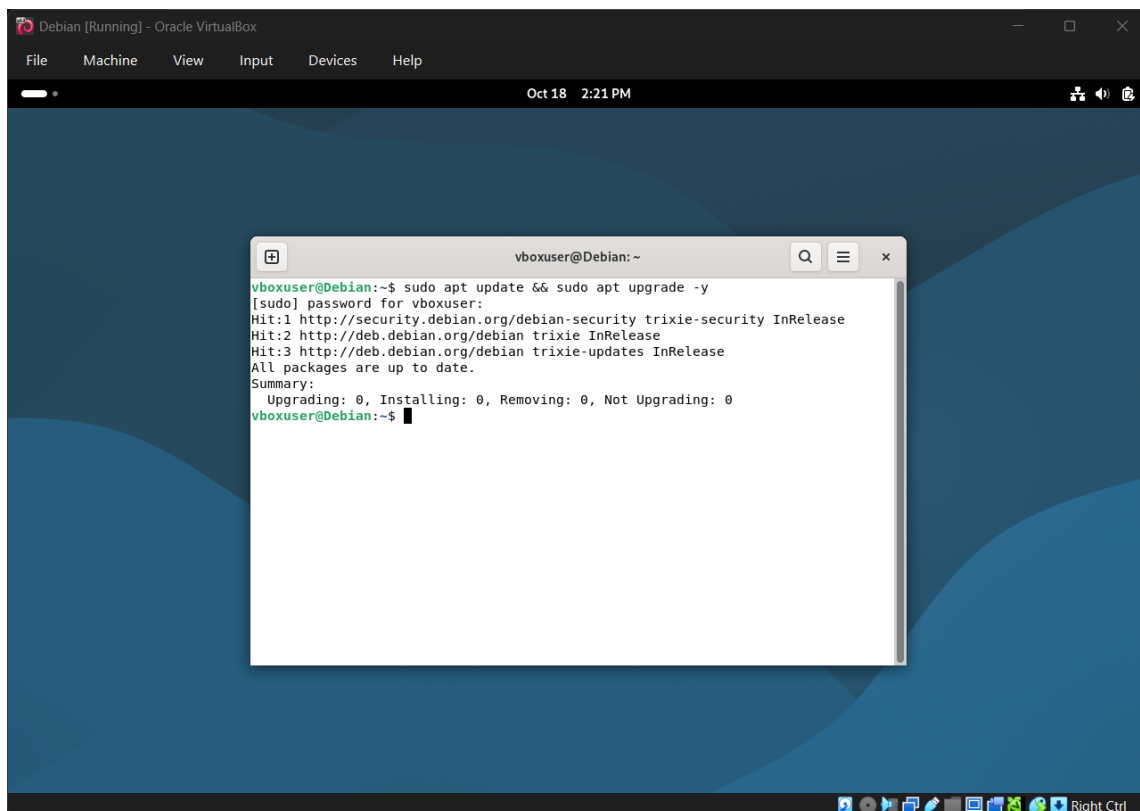 Debian [Running] - Oracle VirtualBox
File Machine View Input Devices Help
Oct 18 2:21 PM
vboxuser@Debian: ~
vboxuser@Debian:~$ sudo apt update && sudo apt upgrade -y
[sudo] password for vboxuser:
Hit:1 http://security.debian.org/debian-security trixie-security InRelease
Hit:2 http://deb.debian.org/debian trixie InRelease
Hit:3 http://deb.debian.org/debian trixie-updates InRelease
All packages are up to date.
Summary:
  Upgrading: 0, Installing: 0, Removing: 0, Not Upgrading: 0
vboxuser@Debian:~$
Right Ctrl